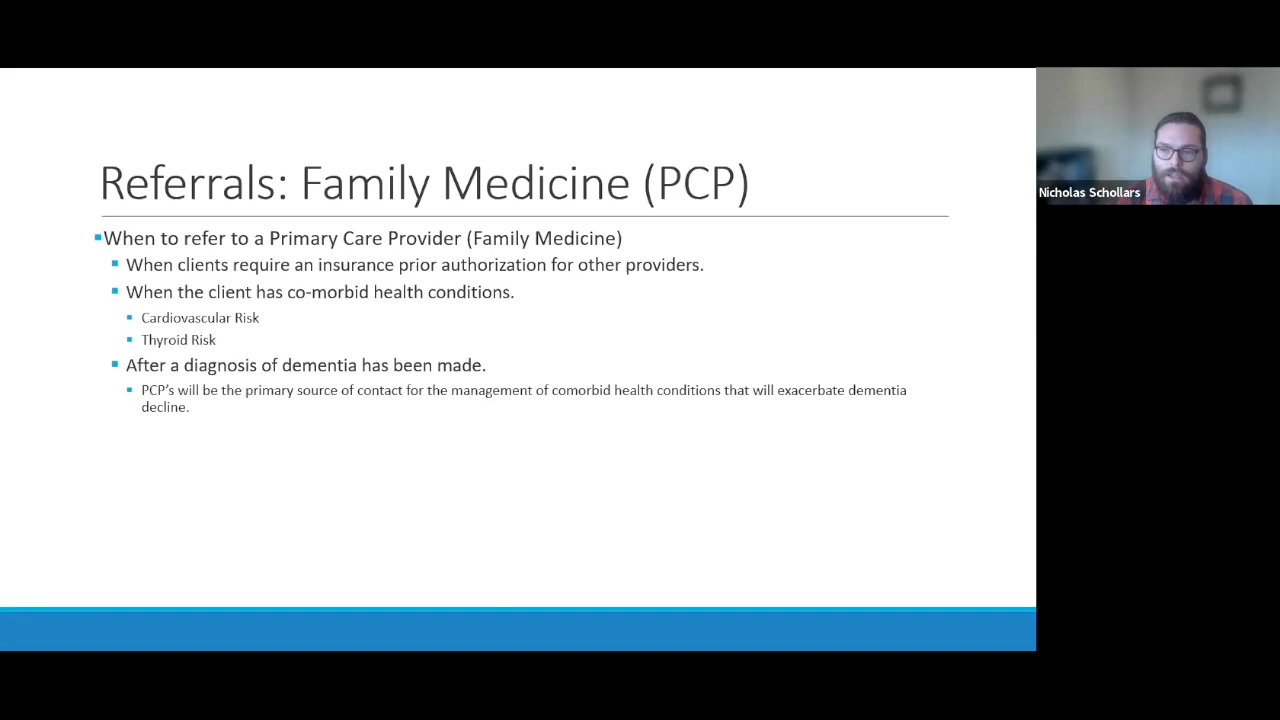 Referrals: Family Medicine (PCP)
When to refer to a Primary Care Provider (Family Medicine)
When clients require an insurance prior authorization for other providers.
When the client has co-morbid health conditions.
Cardiovascular Risk
Thyroid Risk
After a diagnosis of dementia has been made.
PCP's will be the primary source of contact for the management of comorbid health conditions that will exacerbate dementia
decline.
Nicholas Schollars